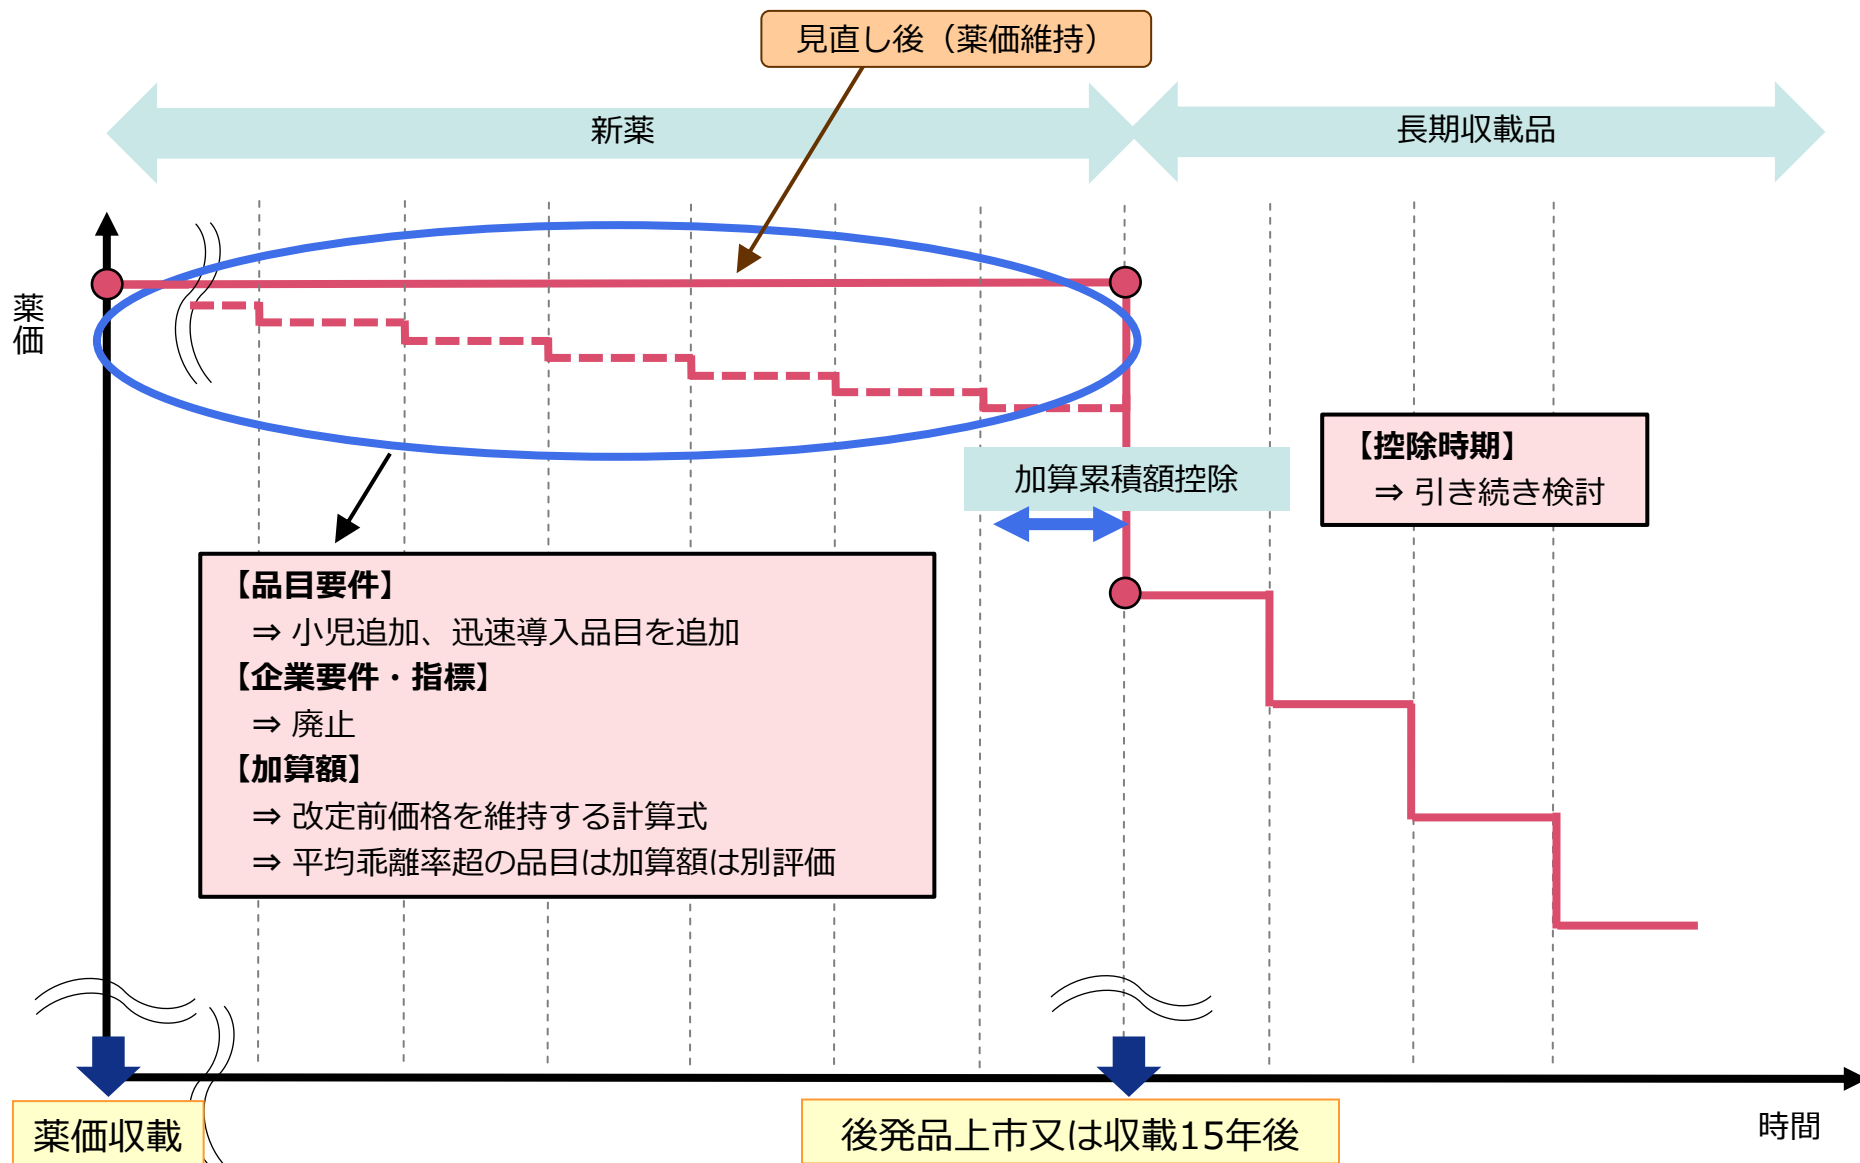 見直し後（薬価維持）
新薬
長期収載品
薬価
加算累積額控除
【控除時期】
⇒ 引き続き検討
【品目要件】
⇒ 小児追加、迅速導入品目を追加
【企業要件・指標】
⇒ 廃止
【加算額】
⇒ 改定前価格を維持する計算式
⇒ 平均乖離率超の品目は加算額は別評価
薬価収載
後発品上市又は収載15年後
時間